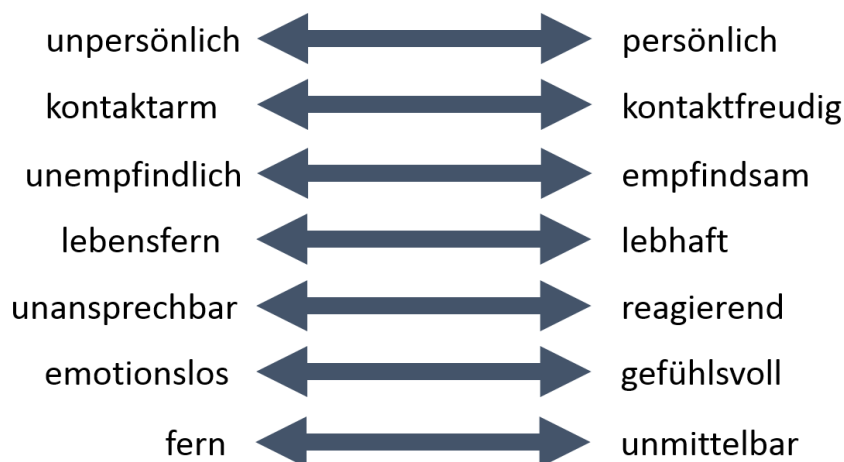 unpersönlich persönlich
kontaktarm kontaktfreudig
unempfindlich empfindsam
lebensfern lebhaft
unansprechbar reagierend
emotionslos gefühlsvoll
fern unmittelbar